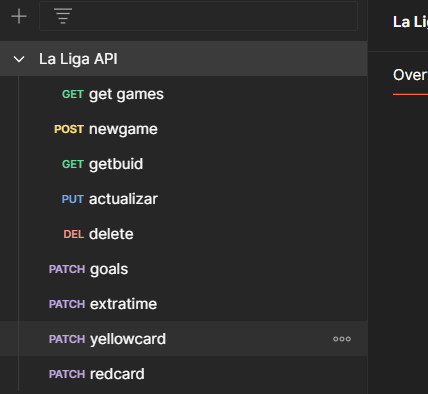 La Liga API
GET get games
POST newgame
GET getbuid
PUT actualizar
DEL delete
PATCH goals
PATCH extratime
PATCH yellowcard
PATCH redcard
La Li
Over